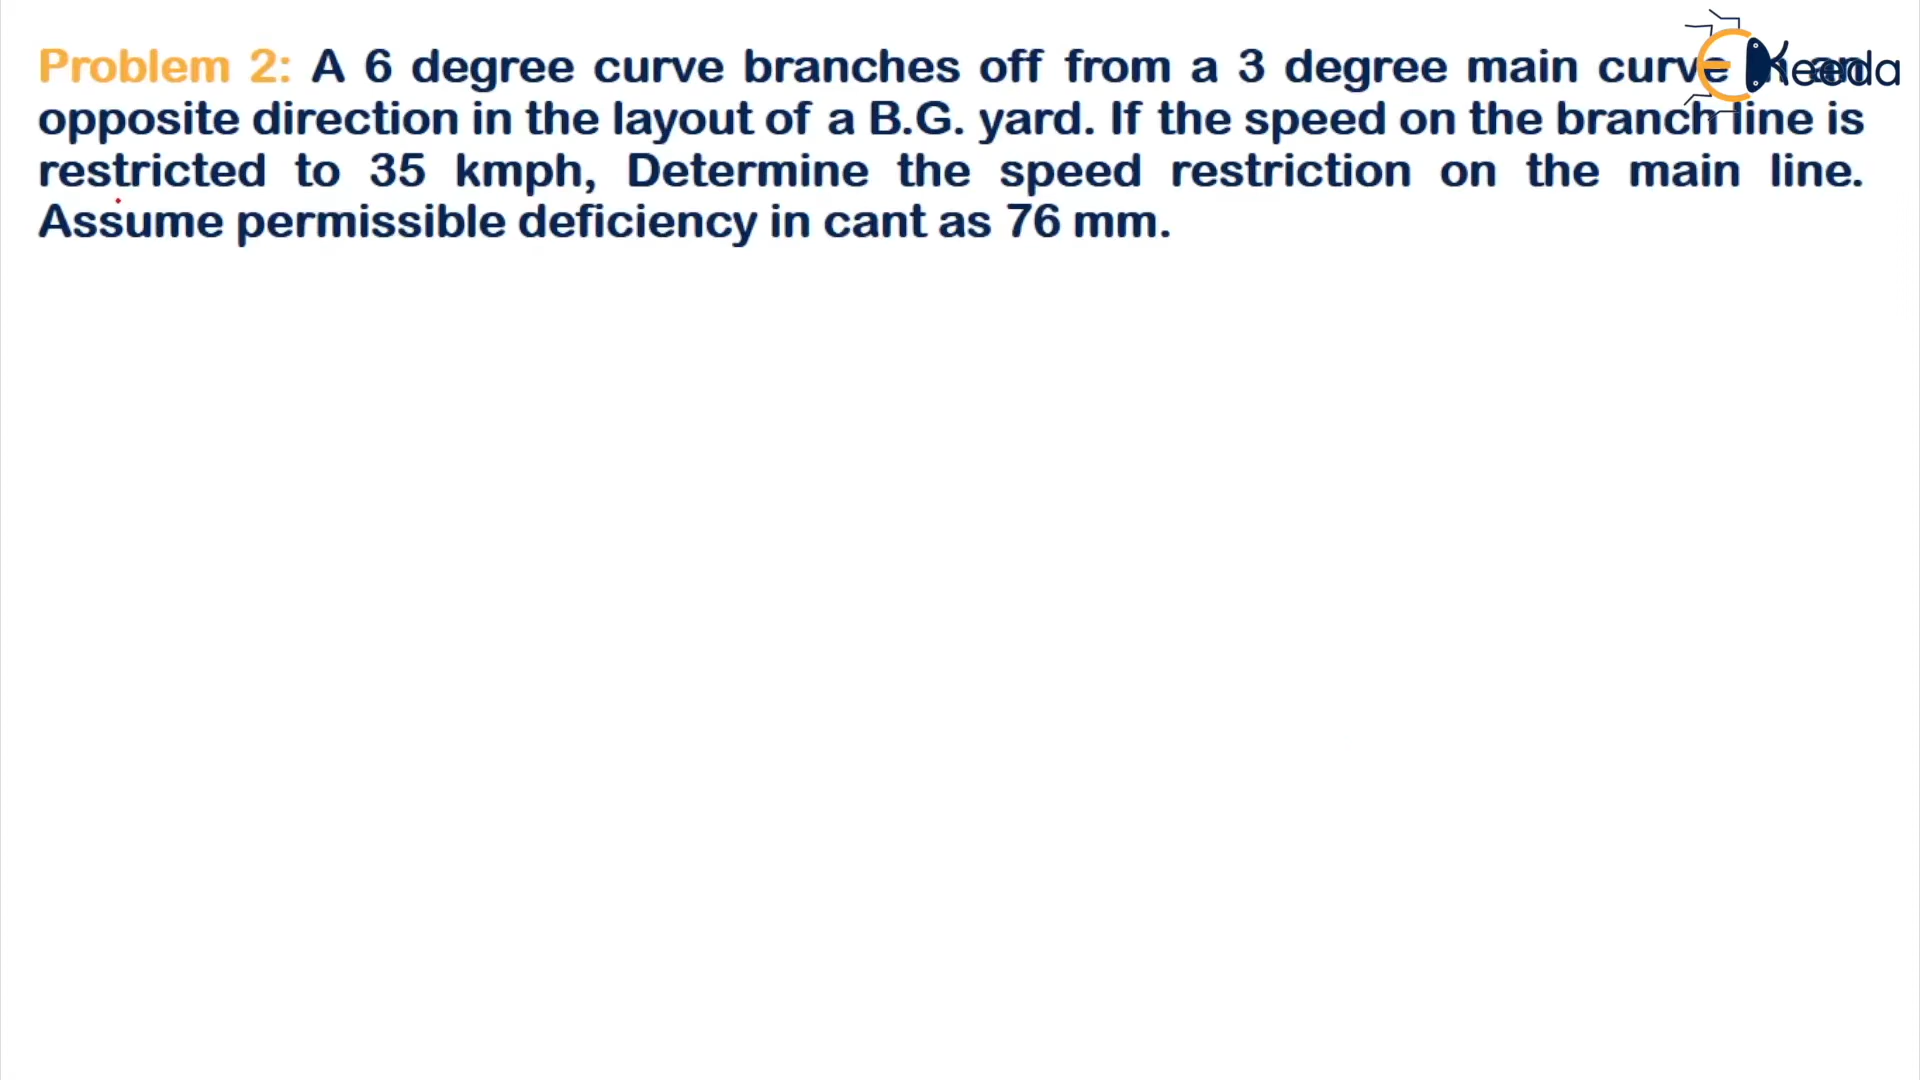 Problem 2: A 6 degree curve branches off from a 3 degree main curve in an
opposite direction in the layout of a B.G. yard. If the speed on the branch line is
restricted to 35 kmph, Determine the speed restriction on the main line.
Assume permissible deficiency in cant as 76 mm.
eKeeda